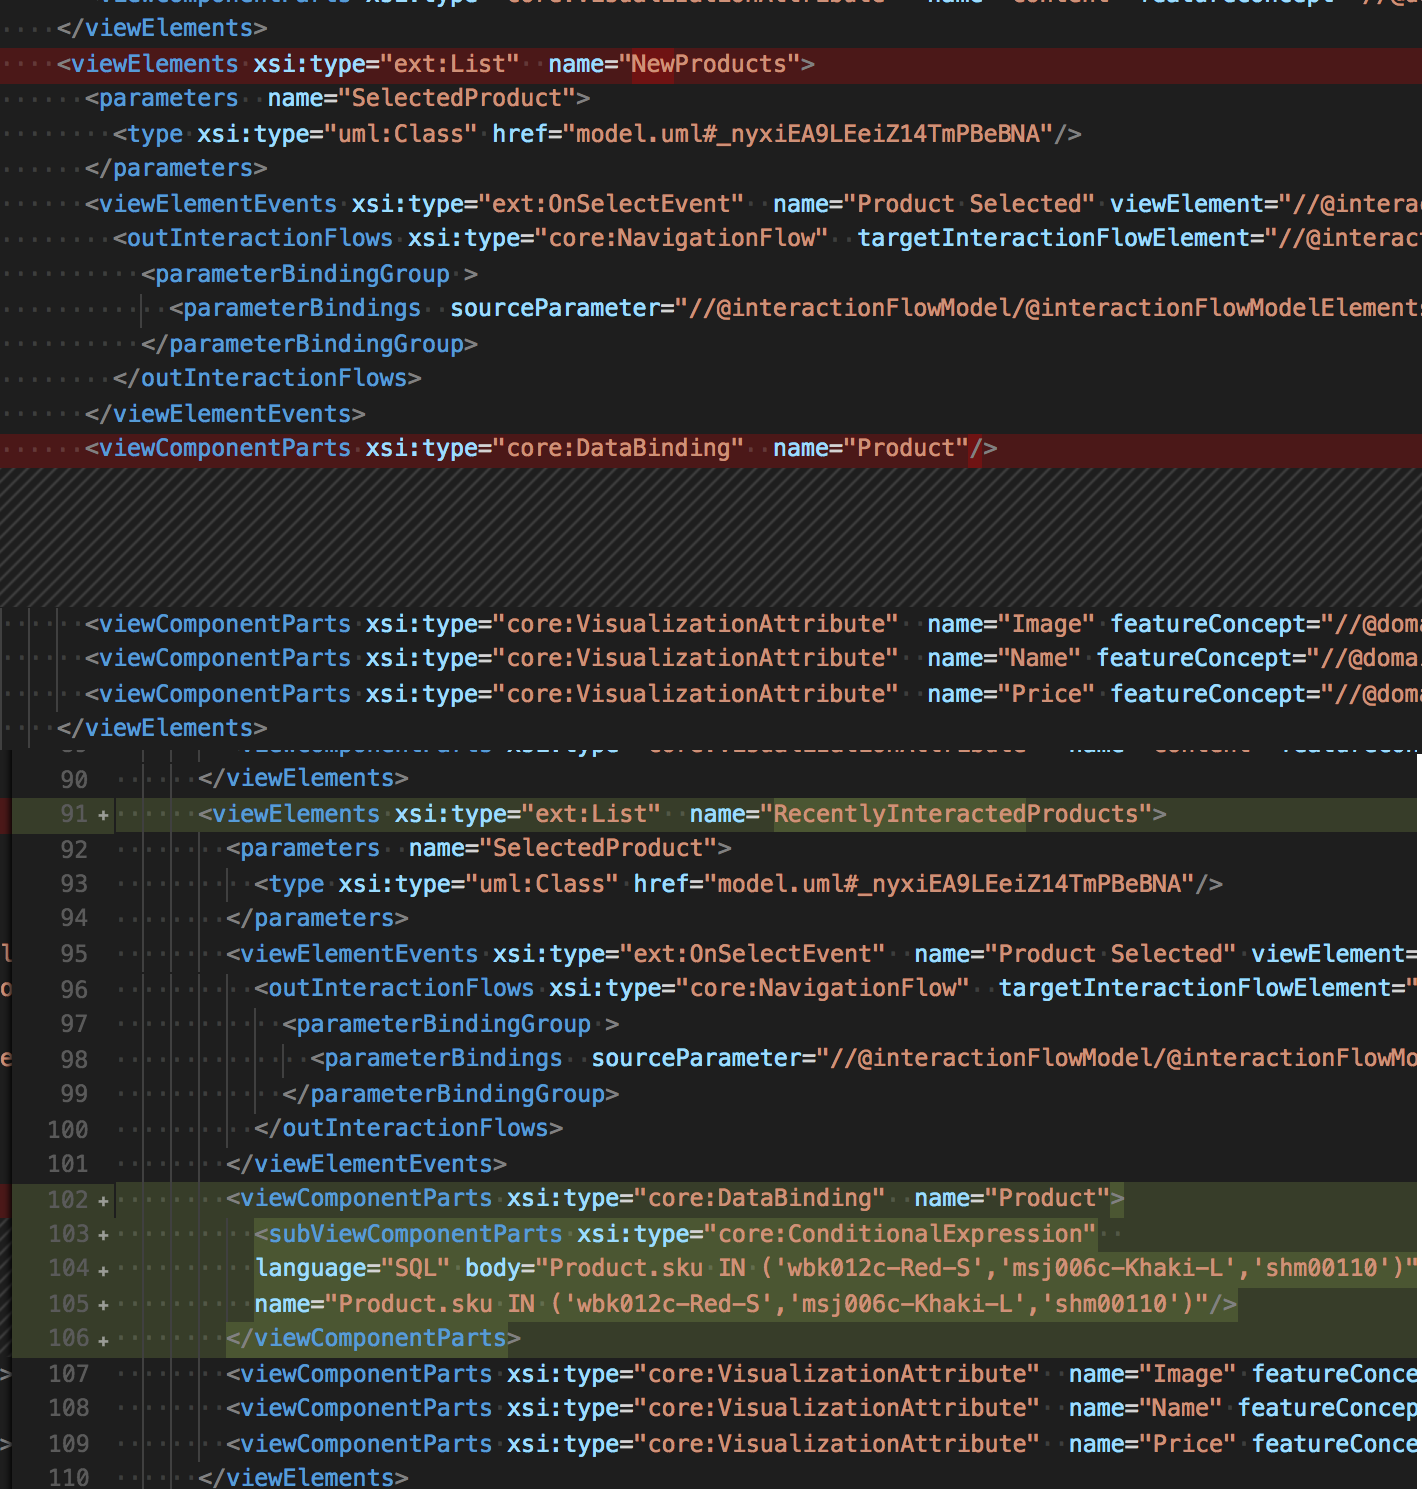 </viewElements>
<viewElements xsi:type="ext:List" name="NewProducts">
<parameters name="SelectedProduct">
<type xsi:type="uml:Class" href="model.uml#_nyxiEA9LEeiZ14TmPBeBNA"/>
</parameters>
<viewElementEvents xsi:type="ext:OnSelectEvent" name="Product Selected" viewElement="//@intera
<outInteractionFlows xsi:type="core:NavigationFlow" targetInteractionFlowElement="//@interact
<parameterBindingGroup >
<parameterBindings sourceParameter="//@interactionFlowModel/@interactionFlowModelElement
</parameterBindingGroup>
</outInteractionFlows>
</viewElementEvents>
<viewComponentParts xsi:type="core:DataBinding" name="Product"/>
<viewComponentParts xsi:type="core:VisualizationAttribute" name="Image" featureConcept="//@doma
<viewComponentParts xsi:type="core:VisualizationAttribute" name="Name" featureConcept="//@doma
<viewComponentParts xsi:type="core:VisualizationAttribute" name="Price" featureConcept="//@doma
</viewElements>
90 </viewElements>
91 + <viewElements xsi:type="ext:List" name="RecentlyInteractedProducts">
92 <parameters name="SelectedProduct">
93 <type xsi:type="uml:Class" href="model.uml#_nyxiEA9LEeiZ14TmPBeBNA"/>
94 </parameters>
95 <viewElementEvents xsi:type="ext:OnSelectEvent" name="Product Selected" viewElement=
96 <outInteractionFlows xsi:type="core:NavigationFlow" targetInteractionFlowElement="
97 <parameterBindingGroup >
98 <parameterBindings sourceParameter="//@interactionFlowModel/@interactionFlowMo
99 </parameterBindingGroup>
100 </outInteractionFlows>
101 </viewElementEvents>
102 + <viewComponentParts xsi:type="core:DataBinding" name="Product">
103 + <subViewComponentParts xsi:type="core:ConditionalExpression"
104 + language="SQL" body="Product.sku IN ('wbk012c-Red-S','msj006c-Khaki-L','shm00110')"
105 + name="Product.sku IN ('wbk012c-Red-S','msj006c-Khaki-L','shm00110')"/>
106 + </viewComponentParts>
107 <viewComponentParts xsi:type="core:VisualizationAttribute" name="Image" featureConce
108 <viewComponentParts xsi:type="core:VisualizationAttribute" name="Name" featureConcep
109 <viewComponentParts xsi:type="core:VisualizationAttribute" name="Price" featureConce
110 </viewElements>